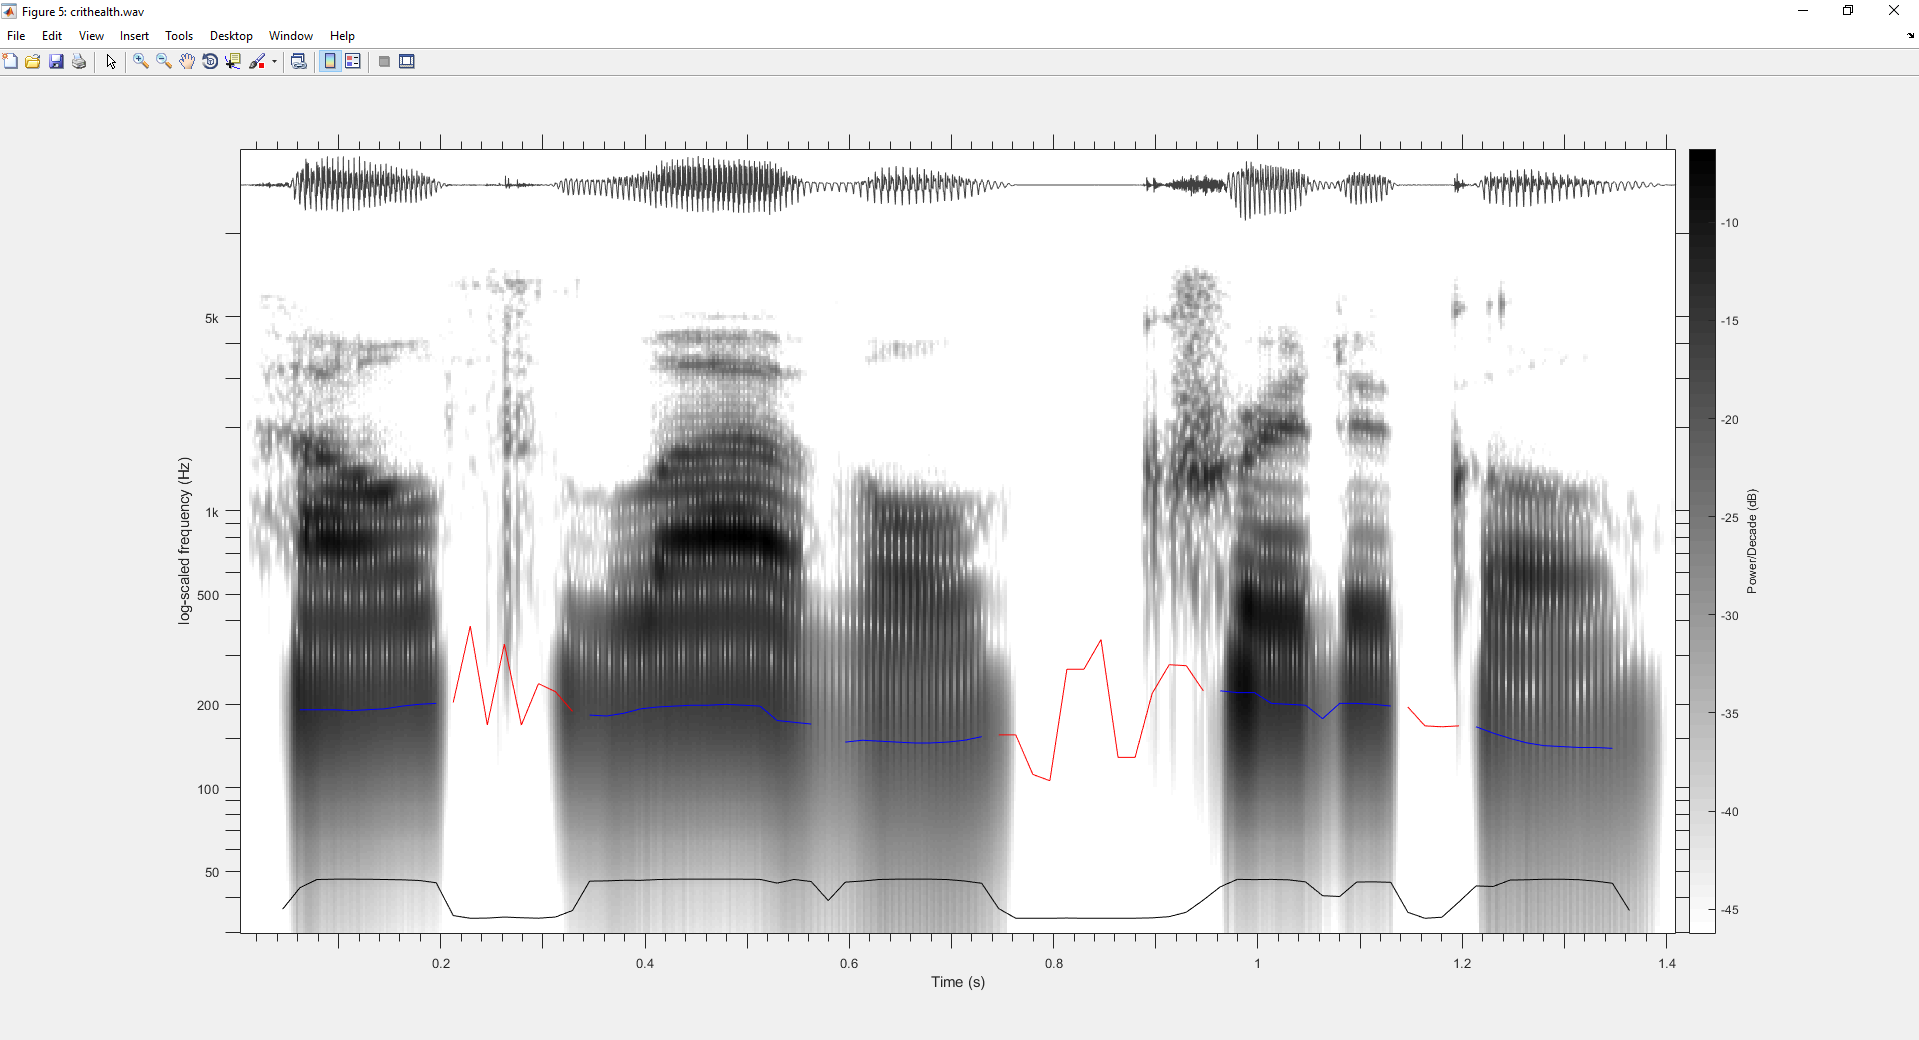 Figure 5: crithealth.wav
File Edit View Insert Tools Desktop Window Help
5k
1k
500
200
100
50
log-scaled frequency (Hz)
0.2 0.4 0.6 0.8 1 1.2 1.4
Time (s)
-10
-15
-20
-25
-30
-35
-40
-45
Power/Decade (dB)